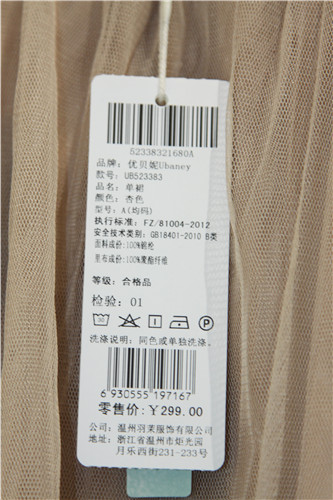 S2338321680A
品牌: 优贝妮Ubaney
款号: UB523383
品名: 单裙
颜色: 杏色
型号: A(均码)
执行标准: FZ/81004-2012
安全技术类别: GB18401-2010 B类
面料成份:100%锦纶
里布成份:100%聚酯纤维
等级: 合格品
检验: 01
洗涤说明: 同色或单独洗涤.
6 930555 197167
零售价: ¥299.00
公司: 温州羽莱服饰有限公司
地址: 浙江省温州市炬光园
月乐西街231-233号